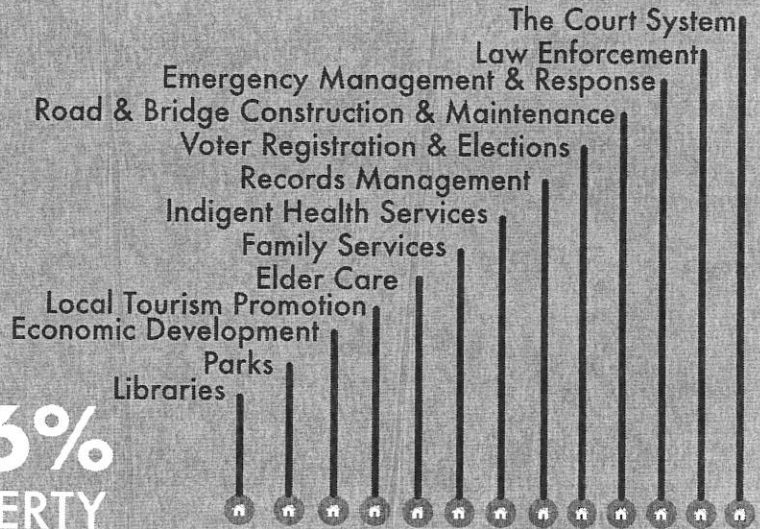 The Court System
Law Enforcement
Emergency Management & Response
Road & Bridge Construction & Maintenance
Voter Registration & Elections
Records Management
Indigent Health Services
Family Services
Elder Care
Local Tourism Promotion
Economic Development
Parks
Libraries